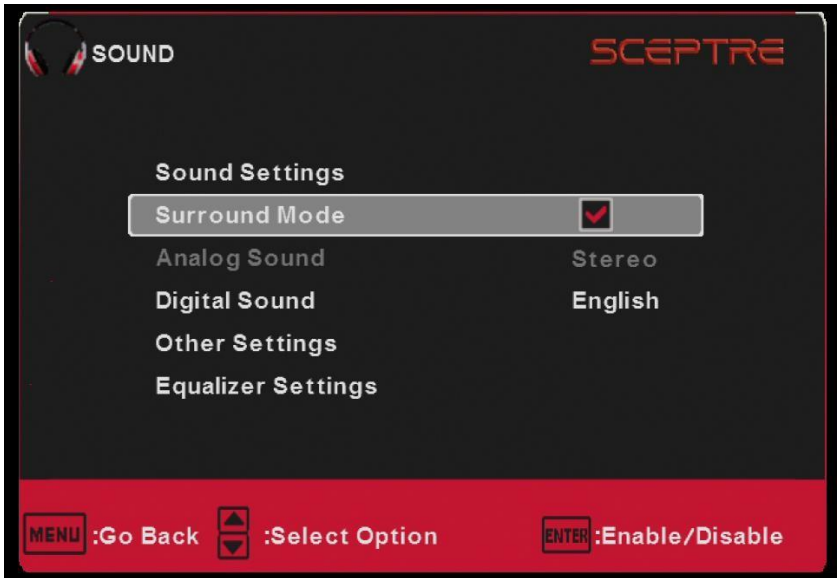 SOUND SCEPTRE
Sound Settings
Surround Mode
Analog Sound Stereo
Digital Sound English
Other Settings
Equalizer Settings
MENU :Go Back :Select Option ENTER :Enable/Disable